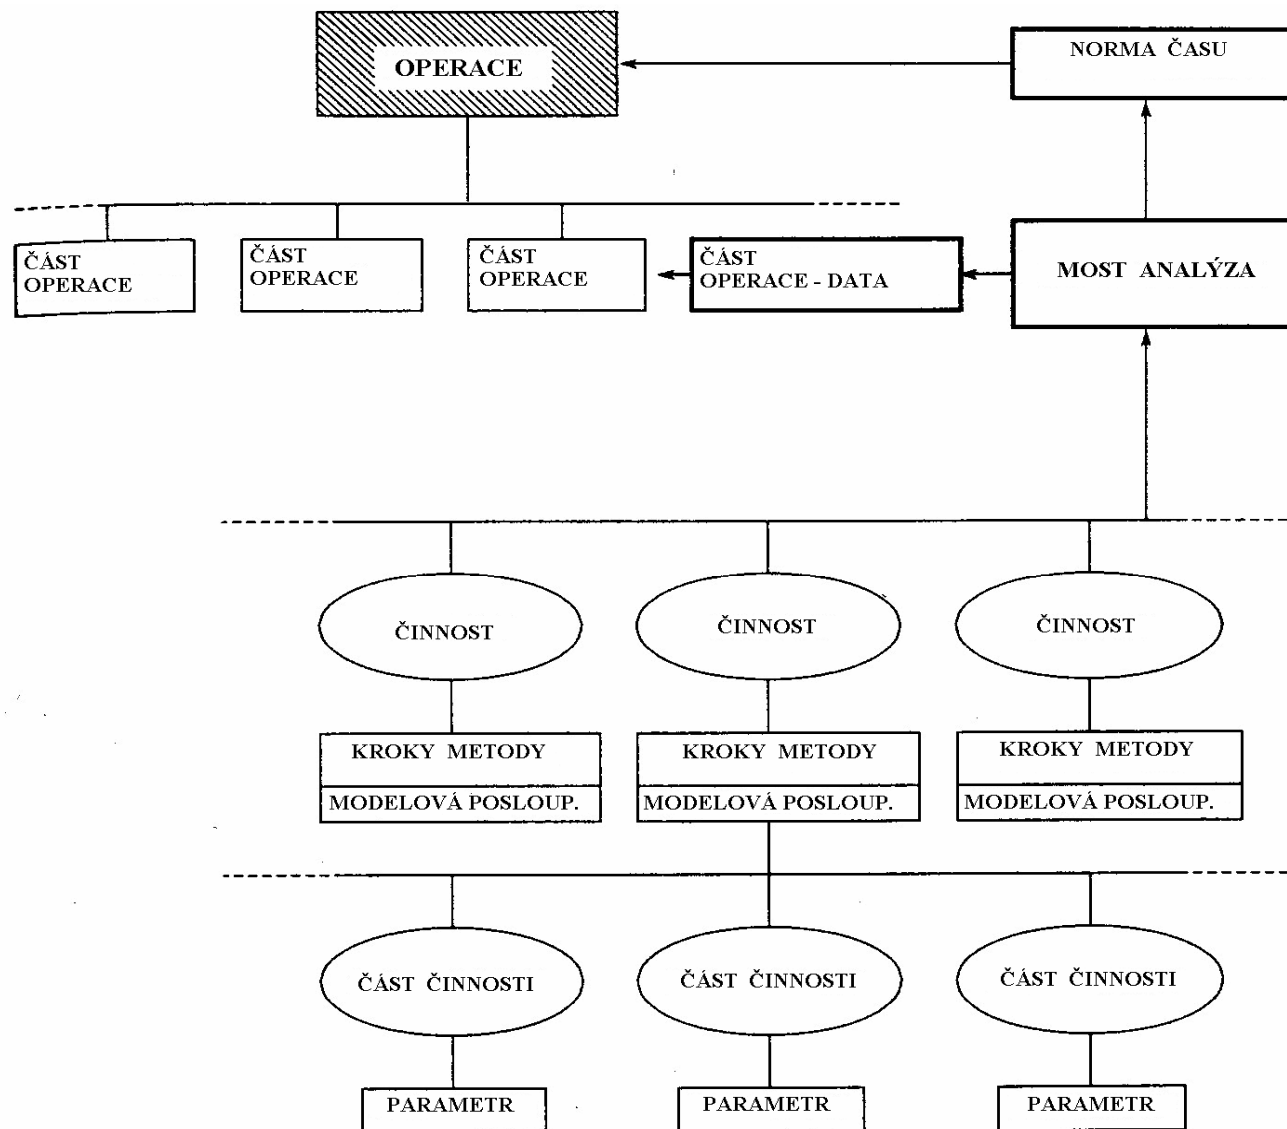 OPERACE
NORMA ČASU
ČÁST
OPERACE
ČÁST
OPERACE
ČÁST
OPERACE
ČÁST
OPERACE - DATA
MOST ANALÝZA
ČINNOST
ČINNOST
ČINNOST
KROKY METODY
MODELOVÁ POSLOUP.
KROKY METODY
MODELOVÁ POSLOUP.
KROKY METODY
MODELOVÁ POSLOUP.
ČÁST ČINNOSTI
ČÁST ČINNOSTI
ČÁST ČINNOSTI
PARAMETR
PARAMETR
PARAMETR